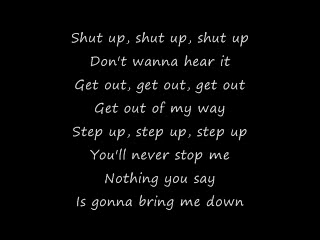 Shut up, shut up, shut up
Don't wanna hear it
Get out, get out, get out
Get out of my way
Step up, step up, step up
You'll never stop me
Nothing you say
Is gonna bring me down